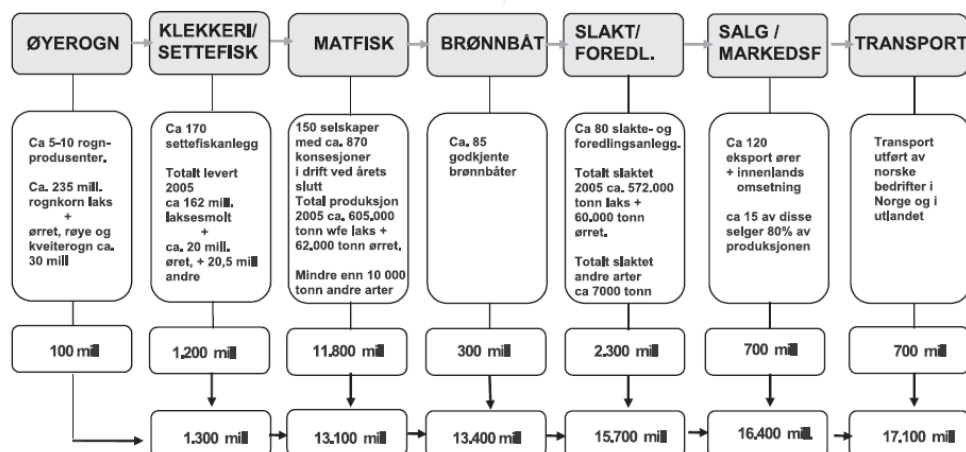 ØYEROGN
KLEKKERI/
SETTEFISK
MATFISK
BRØNNBÅT
SLAKT/
FOREDL.
SALG /
MARKEDSF
TRANSPORT
Ca 5-10 rogn-
produsenter.
Ca. 235 mill.
rognkorn laks
+
ørret, røye og
kveiterogn ca.
30 mill
Ca 170
settefiskanlegg
Totalt levert
2005
ca 162 mill.
laksesmolt
+
ca. 20 mill.
øret, + 20,5 mill
andre
150 selskaper
med ca. 870
konsesjoner
i drift ved årets
slutt
Total produksjon
2005 ca. 605.000
tonn wfe laks +
62.000 tonn ørret.
Mindre enn 10 000
tonn andre arter
Ca. 85
godkjente
brønnbåter
Ca 80 slakte- og
foredlingsanlegg.
Totalt slaktet
2005 ca. 572.000
tonn laks +
60.000 tonn
ørret.
Totalt slaktet
andre arter
ca 7000 tonn
Ca 120
eksport ører
+ innenlands
omsetning
ca 15 av disse
selger 80% av
produksjonen
Transport
utført av
norske
bedrifter i
Norge og i
utlandet
100 mill
1.200 mill
11.800 mill
300 mill
2.300 mill
700 mill
700 mill
1.300 mill
13.100 mill
13.400 mill
15.700 mill
16.400 mill.
17.100 mill